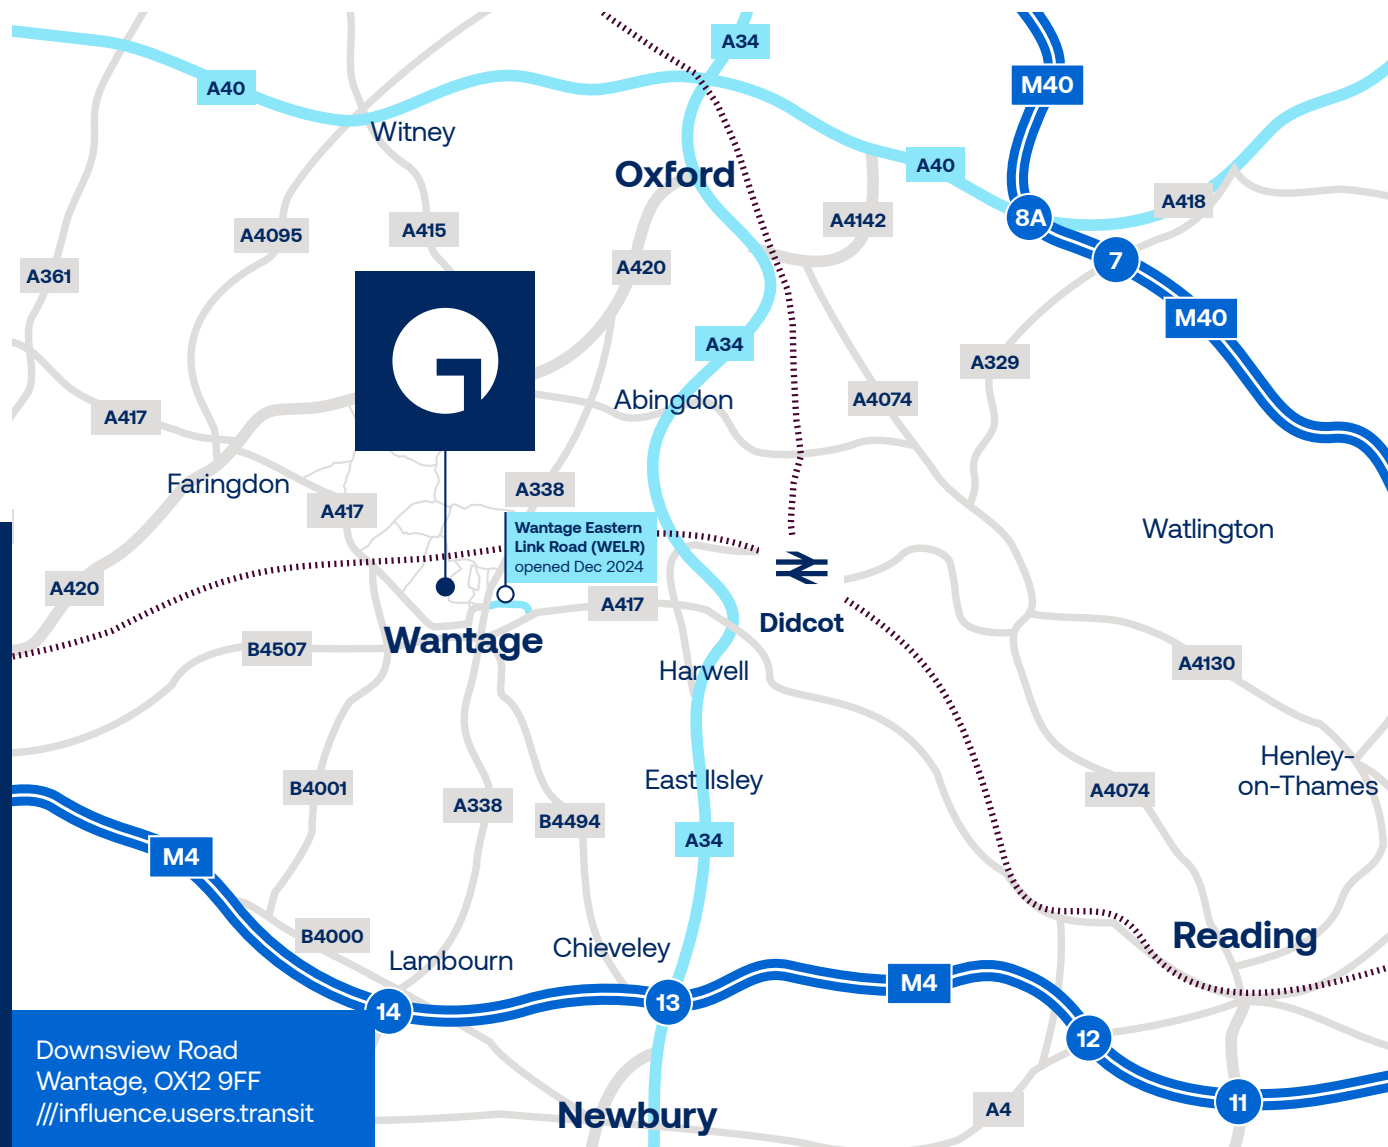 A34
M40
A40
Witney
Oxford
A40
A418
8A
A4142
A415
A4095
A361
7
A420
M40
A34
A329
Abingdon
A4074
A417
Faringdon
A338
A417
Wantage Eastern
Link Road (WELR)
opened Dec 2024
Watlington
A420
A417
Didcot
Wantage
B4507
Harwell
A4130
Henley-
on-Thames
East Ilsley
B4001
A4074
A338
B4494
A34
M4
B4000
Reading
Chieveley
Lambourn
M4
13
14
12
Downsview Road
Wantage, OX12 9FF
///influence.users.transit
11
A4
Newbury